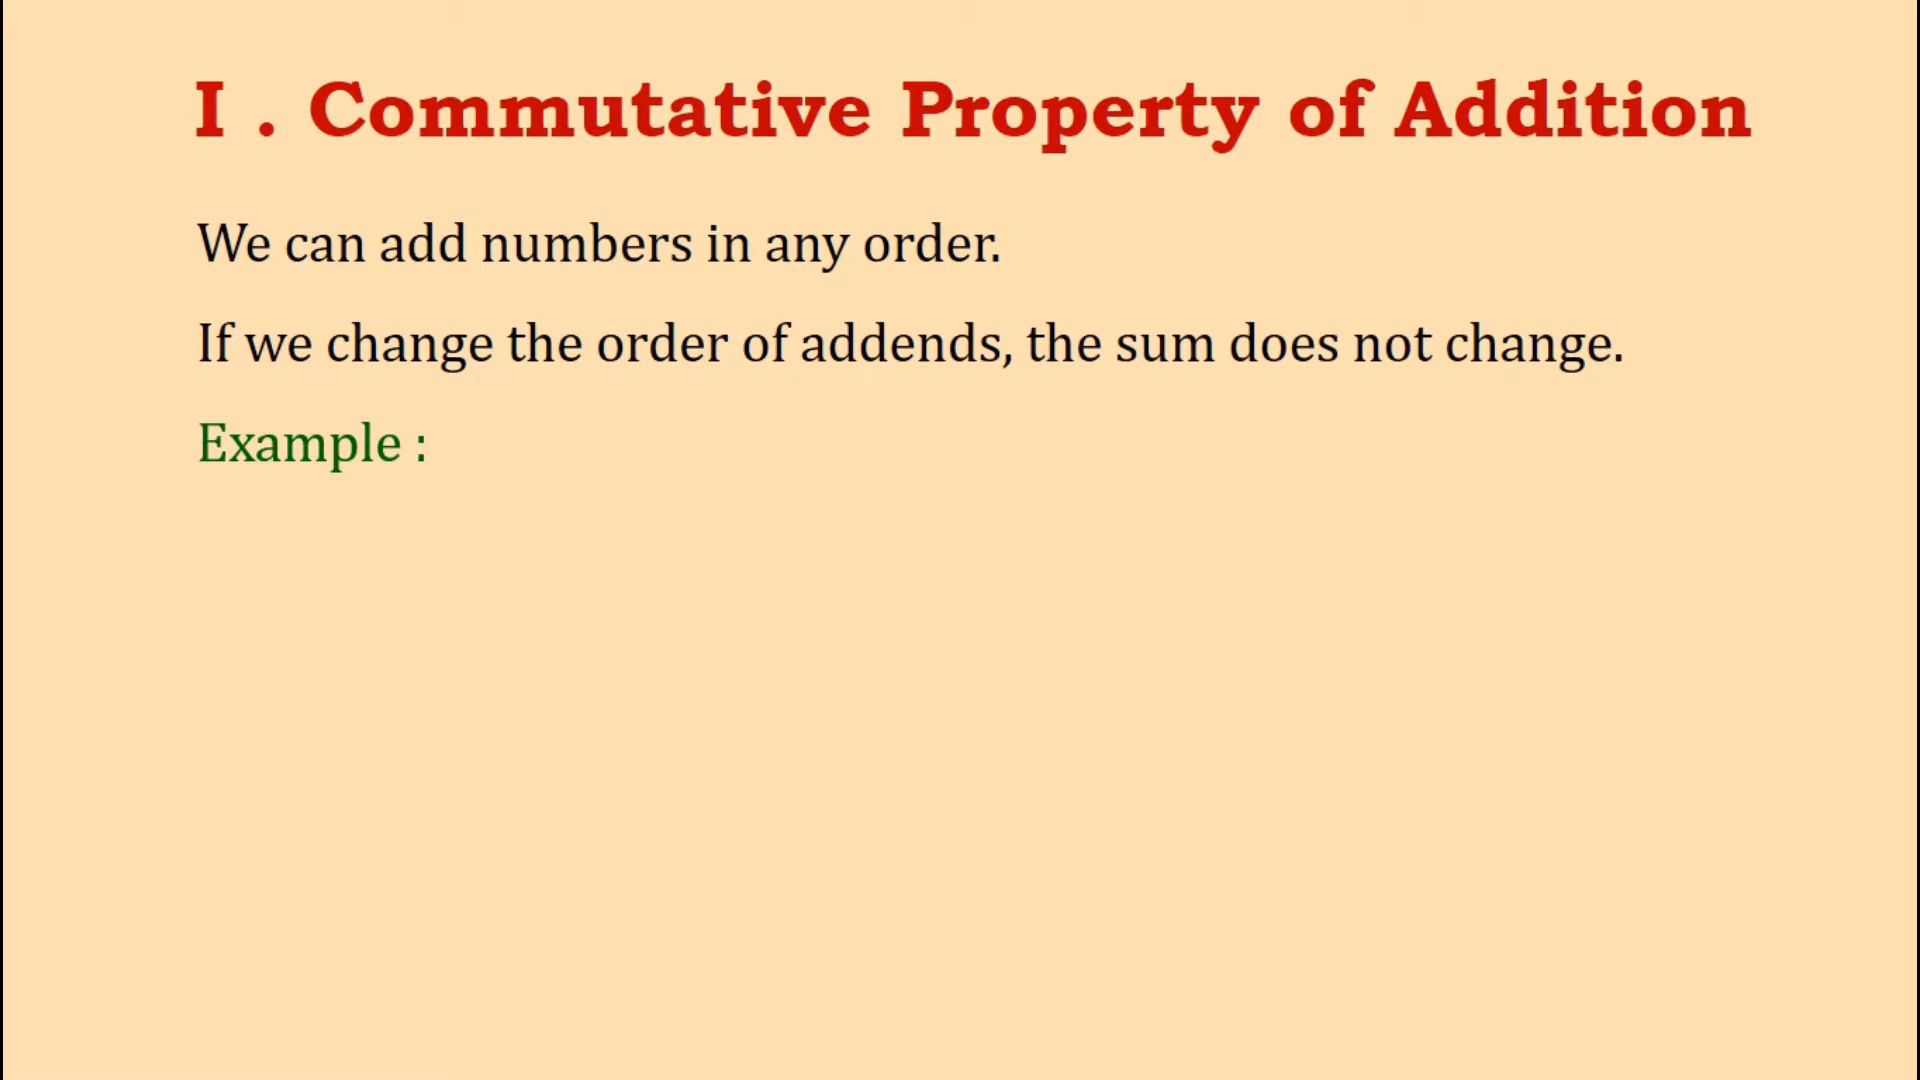 I . Commutative Property of Addition
We can add numbers in any order.
If we change the order of addends, the sum does not change.
Example :